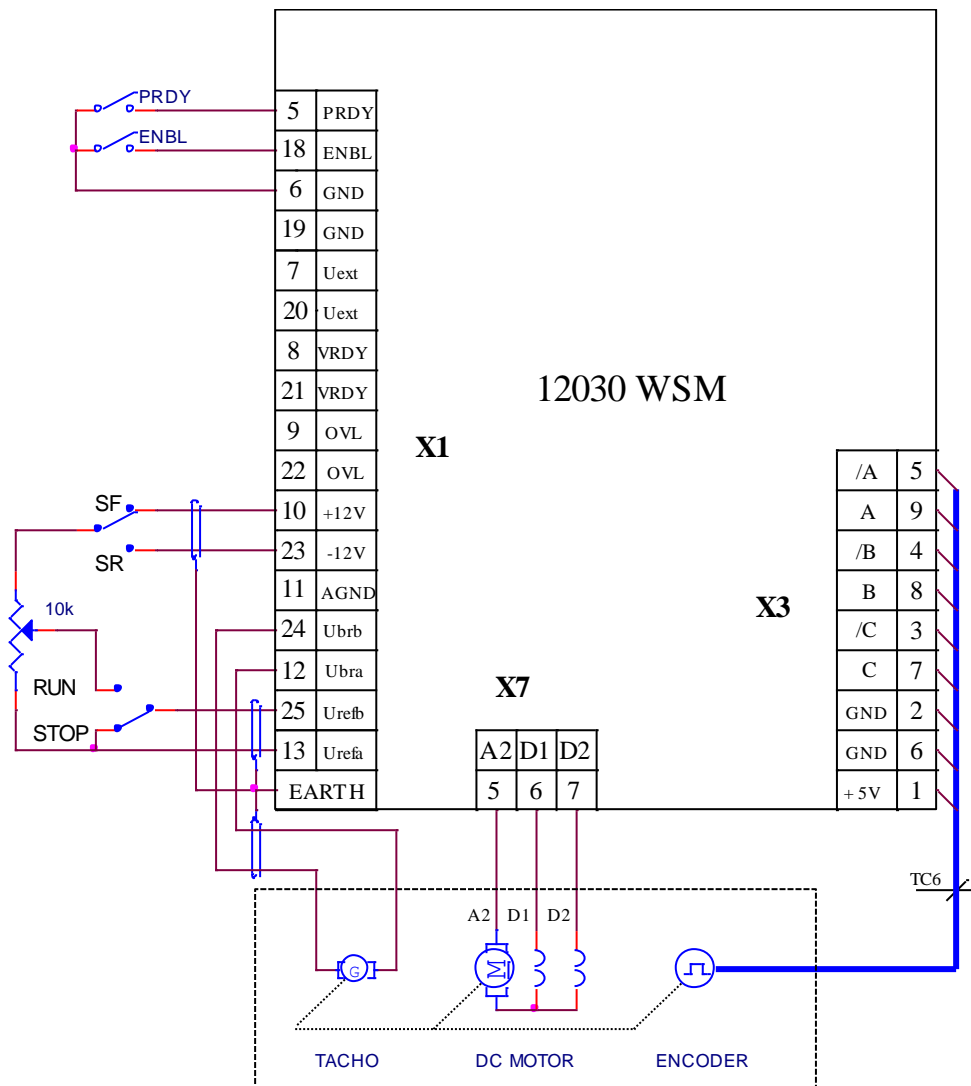 PRDY
5 PRDY
ENBL
18 ENBL
6 GND
19 GND
7 Uext
20 Uext
8 VRDY
21 VRDY
12030 WSM
9 OVL
X1
22 OVL
/A 5
SF
10 +12V
A 9
SR
23 -12V
/B 4
11 AGND
B 8
10k
X3
24 Ubrb
/C 3
12 Ubra
C 7
RUN
X7
25 Urefb
GND 2
STOP
13 Urefa
A2 D1 D2
GND 6
EARTH
5 6 7
+5V 1
TC6
A2 D1 D2
G
M
TACHO
DC MOTOR
ENCODER